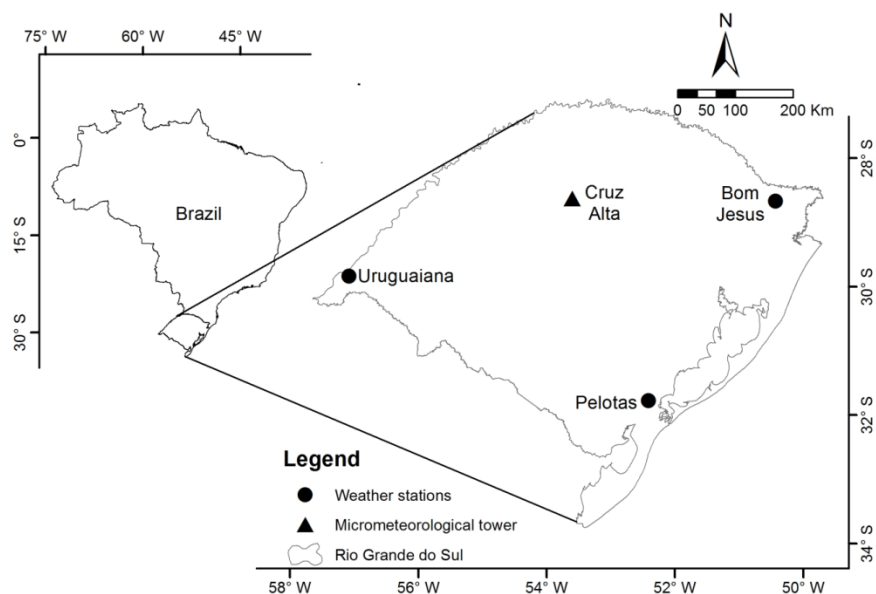 75° W 60° W 45° W
N
0 50 100 200 Km
0°
15° S
30° S
Brazil
28° S
30° S
32° S
34° S
Cruz
Alta
Bom
Jesus
Uruguaiana
Pelotas
Legend
Weather stations
Micrometeorological tower
Rio Grande do Sul
58° W 56° W 54° W 52° W 50° W